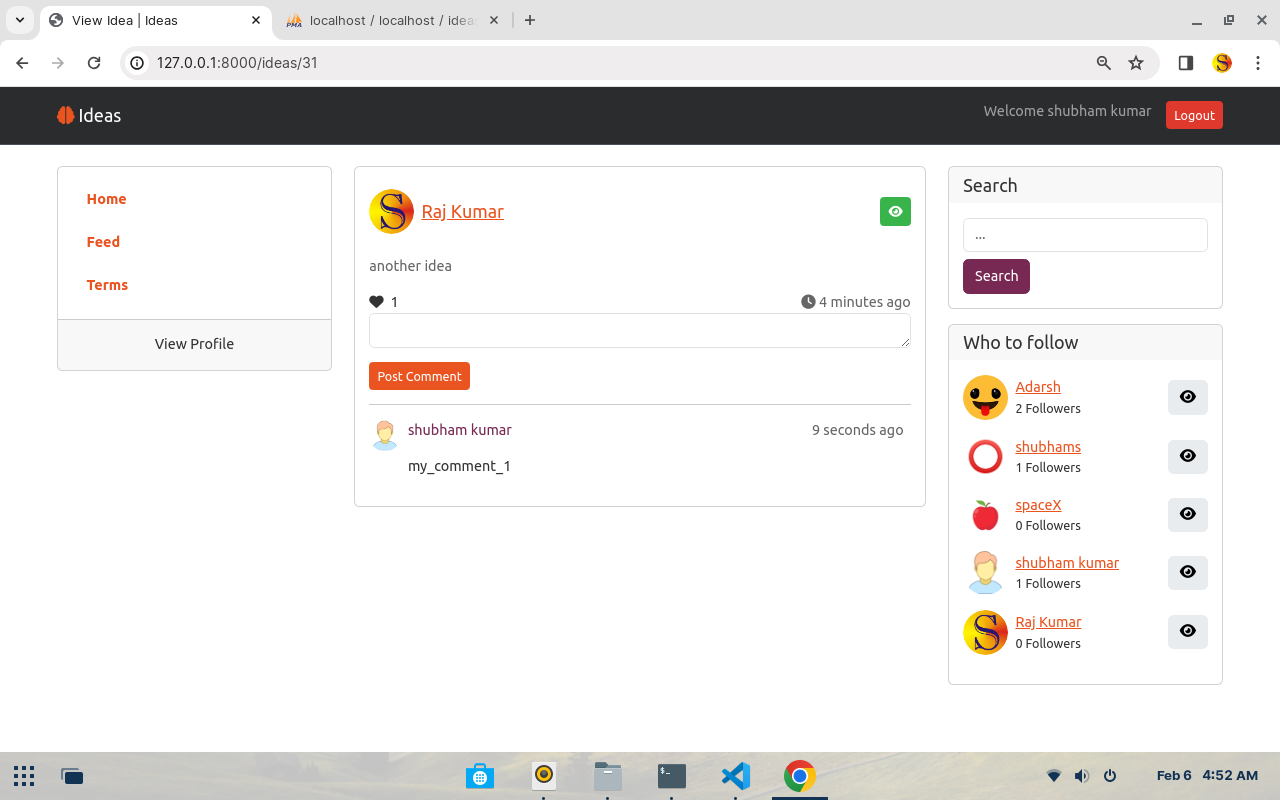 View Idea | Ideas
localhost / localhost / ideas
127.0.0.1:8000/ideas/31
Ideas
Welcome shubham kumar
Logout
Home
Feed
Terms
View Profile
Raj Kumar
another idea
1
4 minutes ago
Post Comment
shubham kumar
9 seconds ago
my_comment_1
Search
...
Search
Who to follow
Adarsh
2 Followers
shubhams
1 Followers
spaceX
0 Followers
shubham kumar
1 Followers
Raj Kumar
0 Followers
Feb 6 4:52 AM